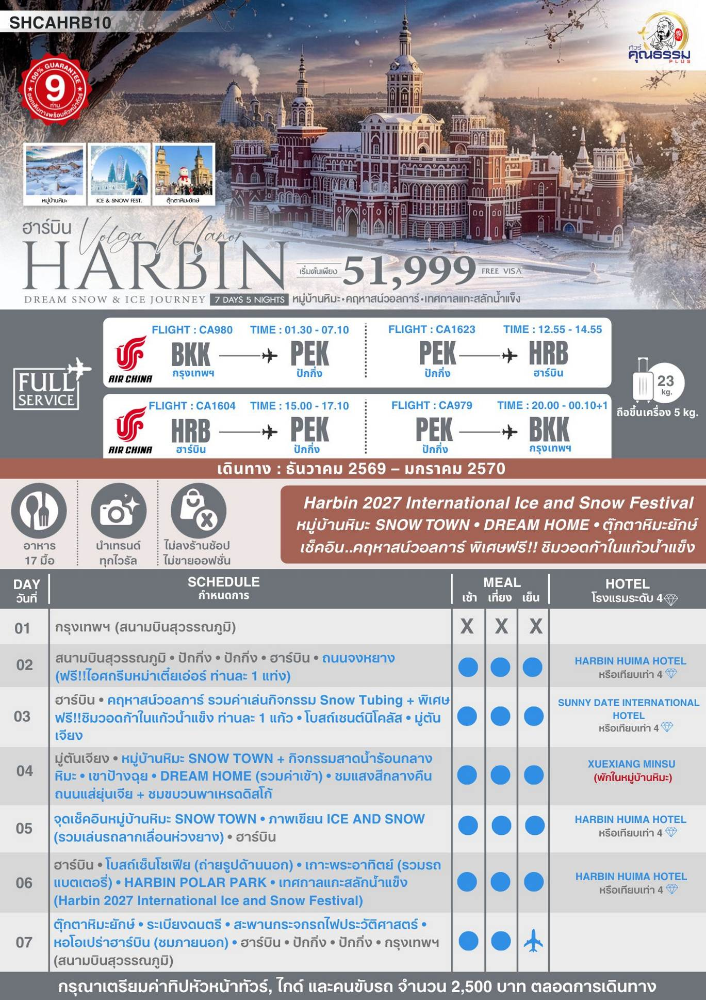 SHCAHRB10
ทัวร์
คุณธรรม
PLUS
100% GUARANTEE
9
ท่าน
ออกเดินทางพร้อมหัวหน้าทัวร์
หมู่บ้านหิมะ
ICE & SNOW FEST.
ตุ๊กตาหิมะยักษ์
ฮาร์บิน Volga Manor
HARBIN
เริ่มต้นเพียง 51,999 FREE VISA
DREAM SNOW & ICE JOURNEY 7 DAYS 5 NIGHTS หมู่บ้านหิมะ•คฤหาสน์วอลการ์•เทศกาลแกะสลักน้ำแข็ง
FULL
SERVICE
FLIGHT : CA980 TIME : 01.30 - 07.10
BKK PEK
กรุงเทพฯ ปักกิ่ง
AIR CHINA
FLIGHT : CA1623 TIME : 12.55 - 14.55
PEK HRB
ปักกิ่ง ฮาร์บิน
FLIGHT : CA1604 TIME : 15.00 - 17.10
HRB PEK
ฮาร์บิน ปักกิ่ง
AIR CHINA
FLIGHT : CA979 TIME : 20.00 - 00.10+1
PEK BKK
ปักกิ่ง กรุงเทพฯ
23
kg.
ถือขึ้นเครื่อง 5 kg.
เดินทาง : ธันวาคม 2569 – มกราคม 2570
อาหาร
17 มื้อ
นำเทรนด์
ทุกไวรัล
ไม่ลงร้านช้อป
ไม่ขายออฟชั่น
Harbin 2027 International Ice and Snow Festival
หมู่บ้านหิมะ SNOW TOWN • DREAM HOME • ตุ๊กตาหิมะยักษ์
เช็คอิน..คฤหาสน์วอลการ์ พิเศษฟรี!! ชิมวอดก้าในแก้วน้ำแข็ง
DAY
วันที่
SCHEDULE
กำหนดการ
MEAL
เช้า เที่ยง เย็น
HOTEL
โรงแรมระดับ 4
01
กรุงเทพฯ (สนามบินสุวรรณภูมิ)
X X X
02
สนามบินสุวรรณภูมิ • ปักกิ่ง • ปักกิ่ง • ฮาร์บิน • ถนนจงหยาง
(ฟรี!!ไอศกรีมหม่าเตี๋ยเอ่อร์ ท่านละ 1 แท่ง)
HARBIN HUIMA HOTEL
หรือเทียบเท่า 4
03
ฮาร์บิน • คฤหาสน์วอลการ์ รวมค่าเล่นกิจกรรม Snow Tubing + พิเศษ
ฟรี!!ชิมวอดก้าในแก้วน้ำแข็ง ท่านละ 1 แก้ว • โบสถ์เซนต์นิโคลัส • มู่ตัน
เจียง
SUNNY DATE INTERNATIONAL
HOTEL
หรือเทียบเท่า 4
04
มู่ตันเจียง • หมู่บ้านหิมะ SNOW TOWN + กิจกรรมสาดน้ำร้อนกลาง
หิมะ • เขาป้างฉุย • DREAM HOME (รวมค่าเข้า) • ชมแสงสีกลางคืน
ถนนแส่ยุ่นเจีย + ชมขบวนพาเหรดดิสโก้
XUEXIANG MINSU
(พักในหมู่บ้านหิมะ)
05
จุดเช็คอินหมู่บ้านหิมะ SNOW TOWN • ภาพเขียน ICE AND SNOW
(รวมเล่นรถลากเลื่อนห่วงยาง) • ฮาร์บิน
HARBIN HUIMA HOTEL
หรือเทียบเท่า 4
06
ฮาร์บิน • โบสถ์เซ็นโซเฟีย (ถ่ายรูปด้านนอก) • เกาะพระอาทิตย์ (รวมรถ
แบตเตอรี่) • HARBIN POLAR PARK • เทศกาลแกะสลักน้ำแข็ง
(Harbin 2027 International Ice and Snow Festival)
HARBIN HUIMA HOTEL
หรือเทียบเท่า 4
07
ตุ๊กตาหิมะยักษ์ • ระเบียงดนตรี • สะพานกระจกรถไฟประวัติศาสตร์ •
หอโอเปร่าฮาร์บิน (ชมภายนอก) • ฮาร์บิน • ปักกิ่ง • ปักกิ่ง • กรุงเทพฯ
(สนามบินสุวรรณภูมิ)
กรุณาเตรียมค่าทิปหัวหน้าทัวร์, ไกด์ และคนขับรถ จำนวน 2,500 บาท ตลอดการเดินทาง